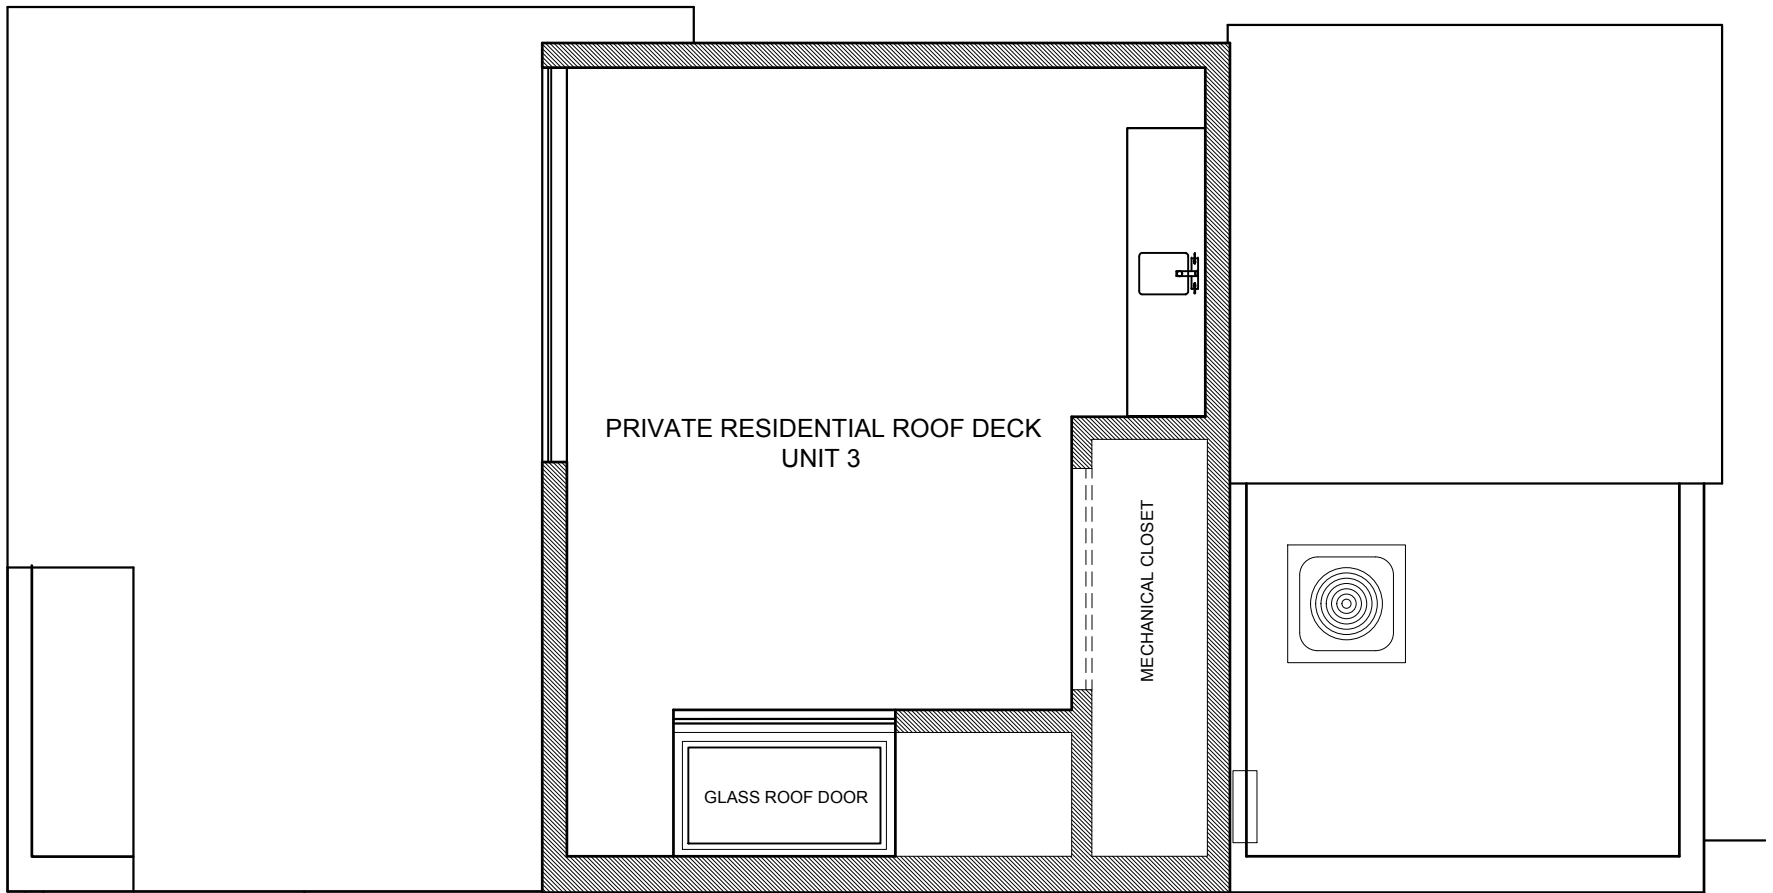 PRIVATE RESIDENTIAL ROOF DECK
UNIT 3
MECHANICAL CLOSET
GLASS ROOF DOOR